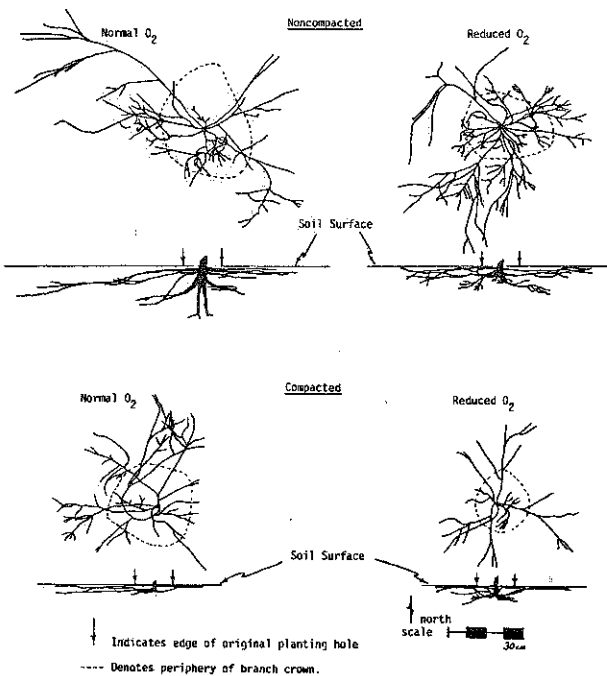 Noncompacted
Normal O2
Reduced O2
Soil Surface
Compacted
Normal O2
Reduced O2
Soil Surface
north
scale
30cm
Indicates edge of original planting hole
---- Denotes periphery of branch crown.